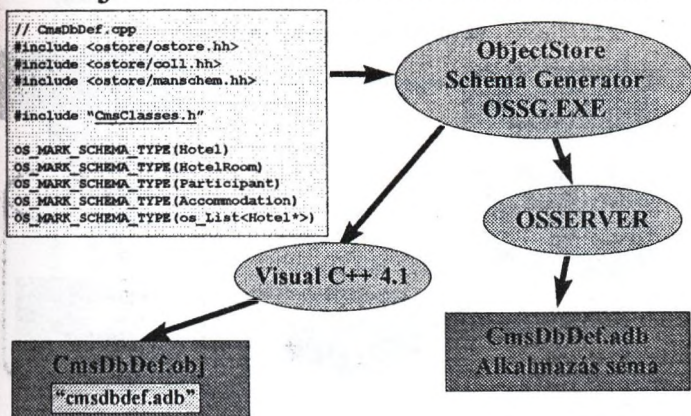 // CmsDbDef.cpp
#include <ostore/ostore.hh>
#include <ostore/coll.hh>
#include <ostore/manschem.hh>
#include "CmsClasses.h"
OS_MARK_SCHEMA_TYPE(Hotel)
OS_MARK_SCHEMA_TYPE(HotelRoom)
OS_MARK_SCHEMA_TYPE(Participant)
OS_MARK_SCHEMA_TYPE(Accommodation)
OS_MARK_SCHEMA_TYPE(os_List<Hotel*>)
ObjectStore
Schema Generator
OSSG.EXE
OSSERVER
Visual C++ 4.1
CmsDbDef.adb
Alkalmazás séma
CmsDbDef.obj
"cmsdbdef.adb"